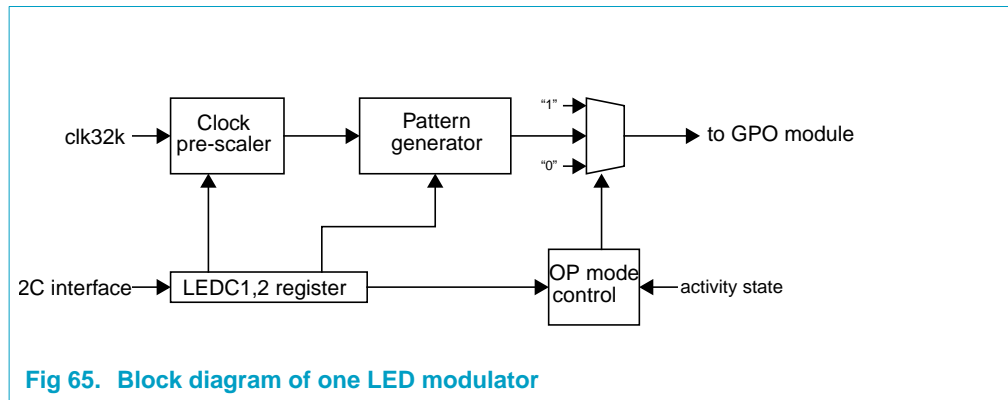 "1"
Clock
pre-scaler
Pattern
generator
clk32k
to GPO module
"0"
2C interface
LEDC1,2 register
OP mode
control
activity state
Fig 65. Block diagram of one LED modulator